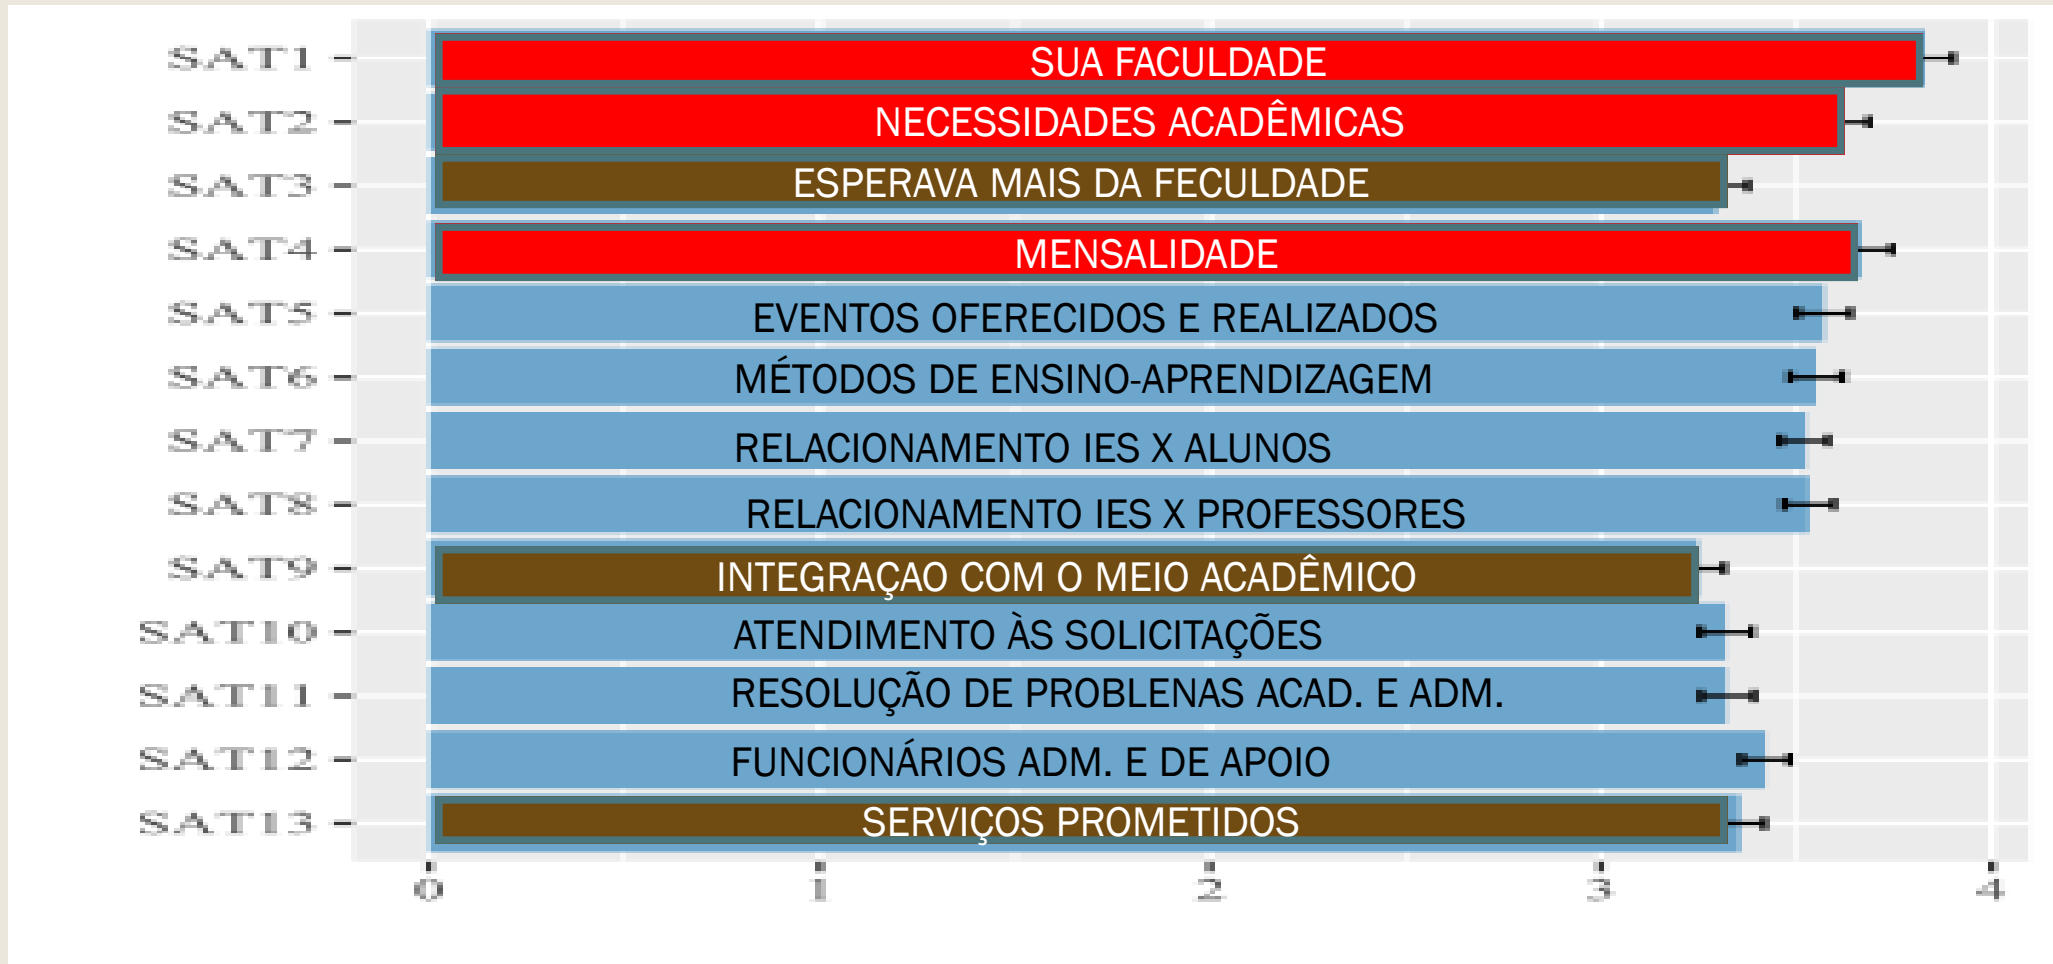 SAT1 SUA FACULDADE
SAT2 NECESSIDADES ACADÊMICAS
SAT3 ESPERAVA MAIS DA FECULDADE
SAT4 MENSALIDADE
SAT5 EVENTOS OFERECIDOS E REALIZADOS
SAT6 MÉTODOS DE ENSINO-APRENDIZAGEM
SAT7 RELACIONAMENTO IES X ALUNOS
SAT8 RELACIONAMENTO IES X PROFESSORES
SAT9 INTEGRAÇAO COM O MEIO ACADÊMICO
SAT10 ATENDIMENTO ÀS SOLICITAÇÕES
SAT11 RESOLUÇÃO DE PROBLENAS ACAD. E ADM.
SAT12 FUNCIONÁRIOS ADM. E DE APOIO
SAT13 SERVIÇOS PROMETIDOS
0 1 2 3 4